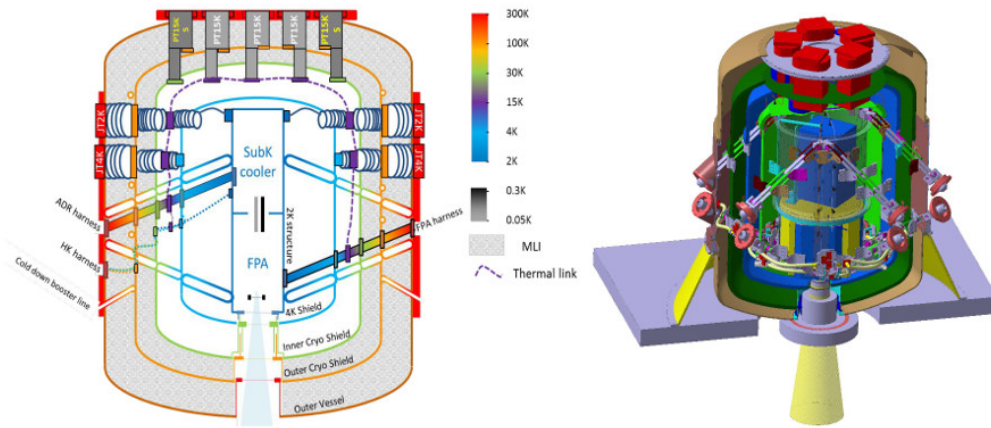 PT15K
S
PT15K
PT15K
PT15K
PT15K
S
300K
100K
30K
15K
4K
2K
0.3K
0.05K
MLI
Thermal link
JT2K
JT2K
JT4K
JT4K
SubK
cooler
2K structure
FPA
ADR harness
FPA harness
HK harness
Cold down booster line
4K Shield
Inner Cryo Shield
Outer Cryo Shield
Outer Vessel